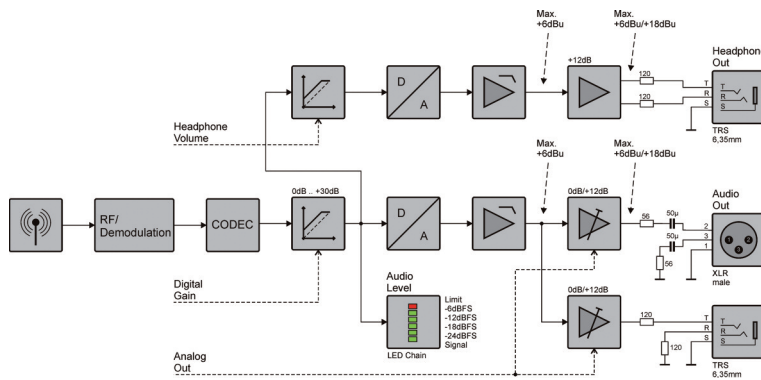 Max.
+6dBu
Max.
+6dBu/+18dBu
+12dB
Headphone
Out
D
A
120
120
T
R
S
T
R
S
TRS
6,35mm
Headphone
Volume
Max.
+6dBu
Max.
+6dBu/+18dBu
0dB .. +30dB
0dB/+12dB
Audio
Out
RF/
Demodulation
CODEC
D
A
56
50µ
50µ
56
2
3
1
1
2
3
XLR
male
Digital
Gain
Audio
Level
Limit
-6dBFS
-12dBFS
-18dBFS
-24dBFS
Signal
LED Chain
0dB/+12dB
120
120
T
R
S
T
R
S
TRS
6,35mm
Analog
Out